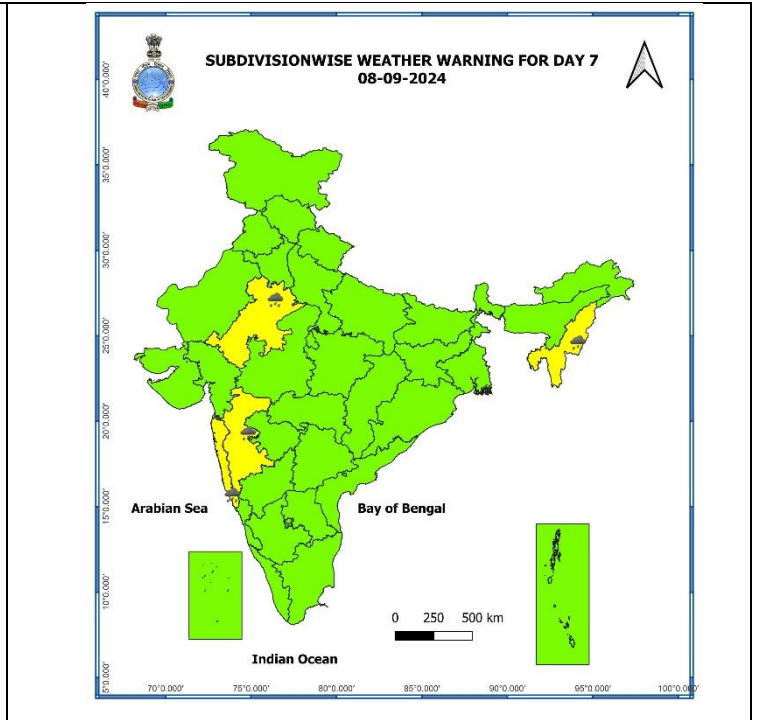 SUBDIVISIONWISE WEATHER WARNING FOR DAY 7
08-09-2024
40°0.000'
35°0.000'
30°0.000'
25°0.000'
20°0.000'
15°0.000'
10°0.000'
5°0.000'
Arabian Sea
Bay of Bengal
0 250 500 km
Indian Ocean
70°0.000' 75°0.000' 80°0.000' 85°0.000' 90°0.000' 95°0.000' 100°0.000'